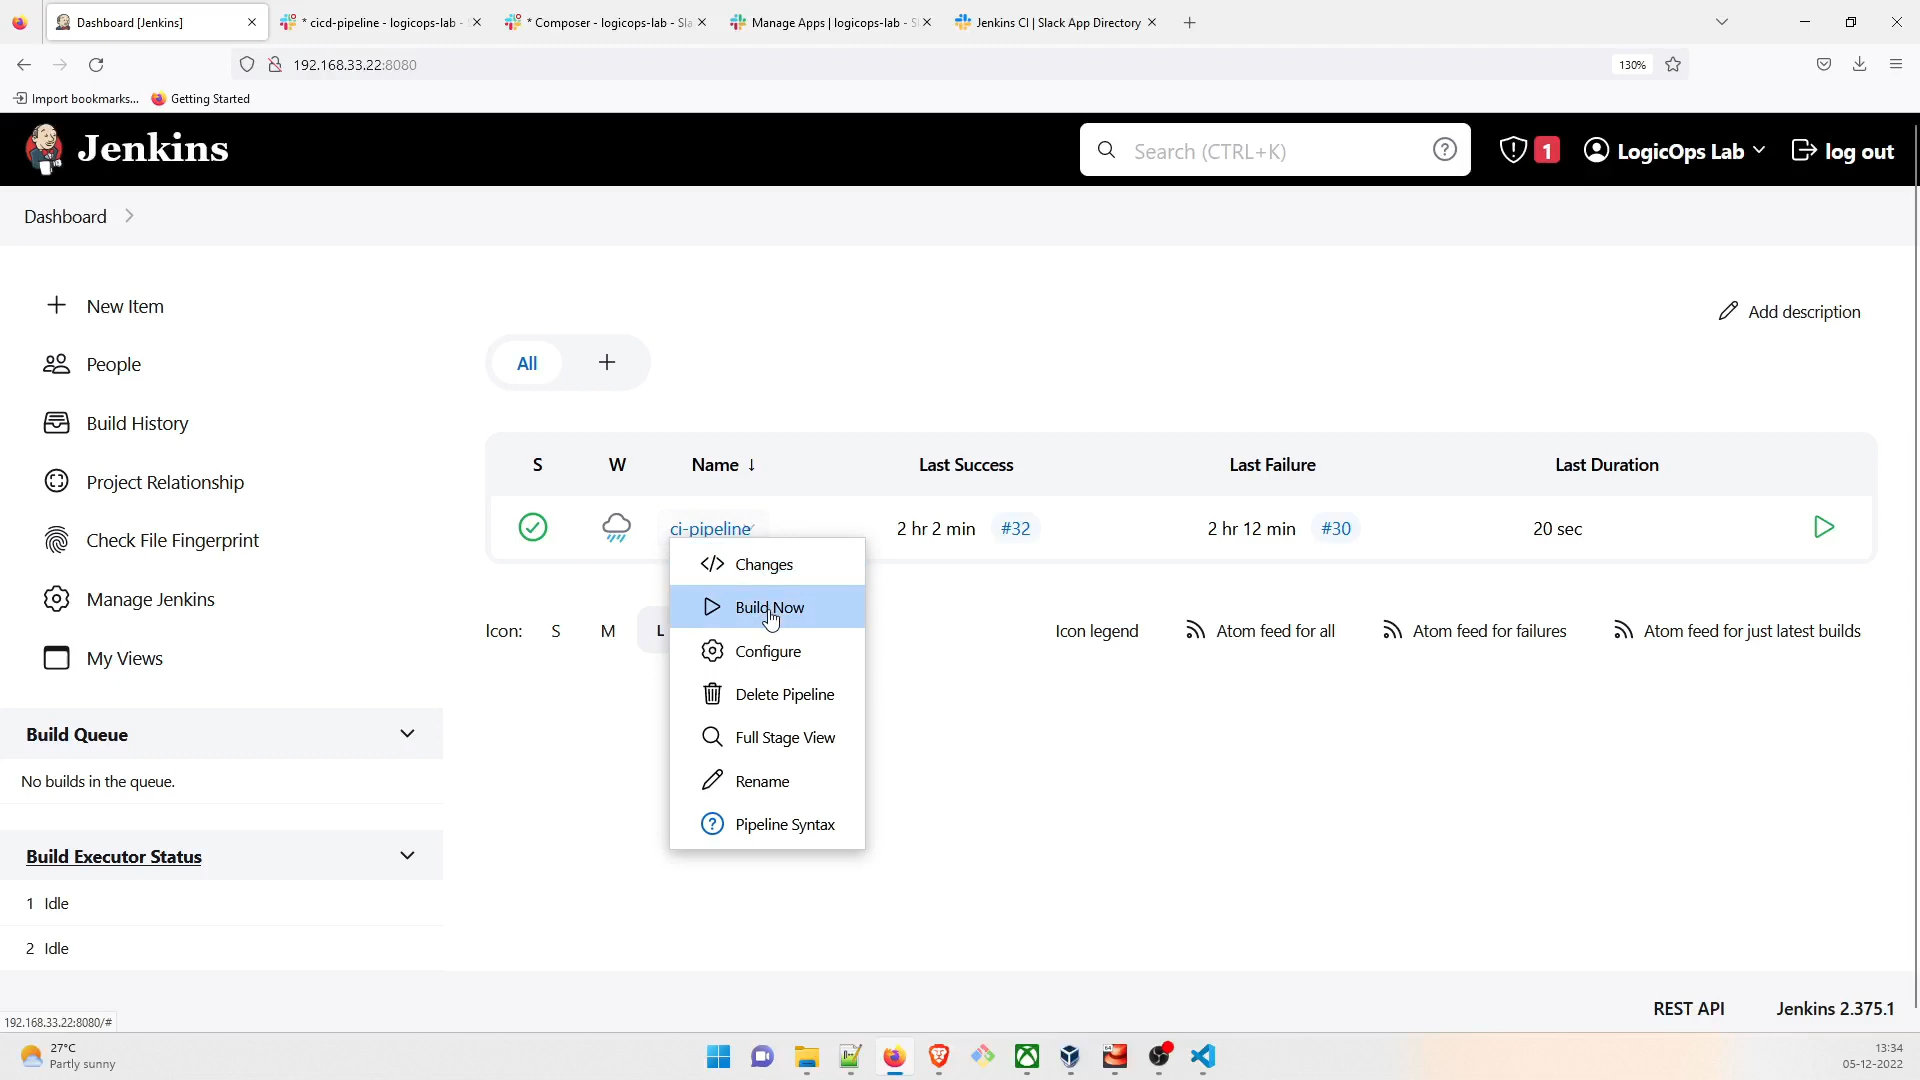 Dashboard [Jenkins]
* cicd-pipeline - logicops-lab -
* Composer - logicops-lab - Sla
Manage Apps | logicops-lab - S
Jenkins CI | Slack App Directory
192.168.33.22:8080
130%
Import bookmarks...
Getting Started
Jenkins
Search (CTRL+K)
1
LogicOps Lab
log out
Dashboard
New Item
People
Build History
Project Relationship
Check File Fingerprint
Manage Jenkins
My Views
Add description
All
S W Name ↓ Last Success Last Failure Last Duration
ci-pipeline 2 hr 2 min #32 2 hr 12 min #30 20 sec
Changes
Build Now
Configure
Delete Pipeline
Full Stage View
Rename
Pipeline Syntax
Icon: S M L
Icon legend
Atom feed for all
Atom feed for failures
Atom feed for just latest builds
Build Queue
No builds in the queue.
Build Executor Status
1 Idle
2 Idle
REST API
Jenkins 2.375.1
192.168.33.22:8080/#
27°C
Partly sunny
13:34
05-12-2022